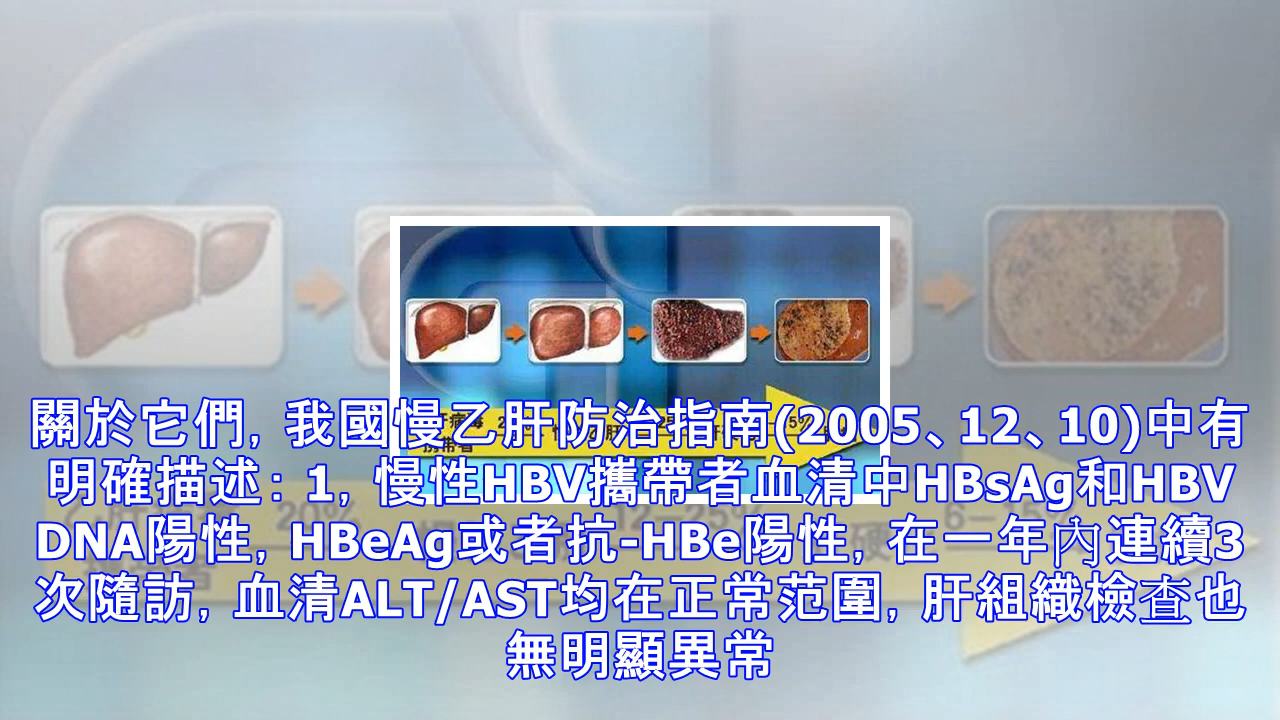 關於它們, 我國慢乙肝防治指南(2005、12、10)中有
明確描述: 1, 慢性HBV攜帶者血清中HBsAg和HBV
DNA陽性, HBeAg或者抗-HBe陽性, 在一年內連續3
次隨訪, 血清ALT/AST均在正常范圍, 肝組織檢查也
無明顯異常
20%
12-25%
6-15%